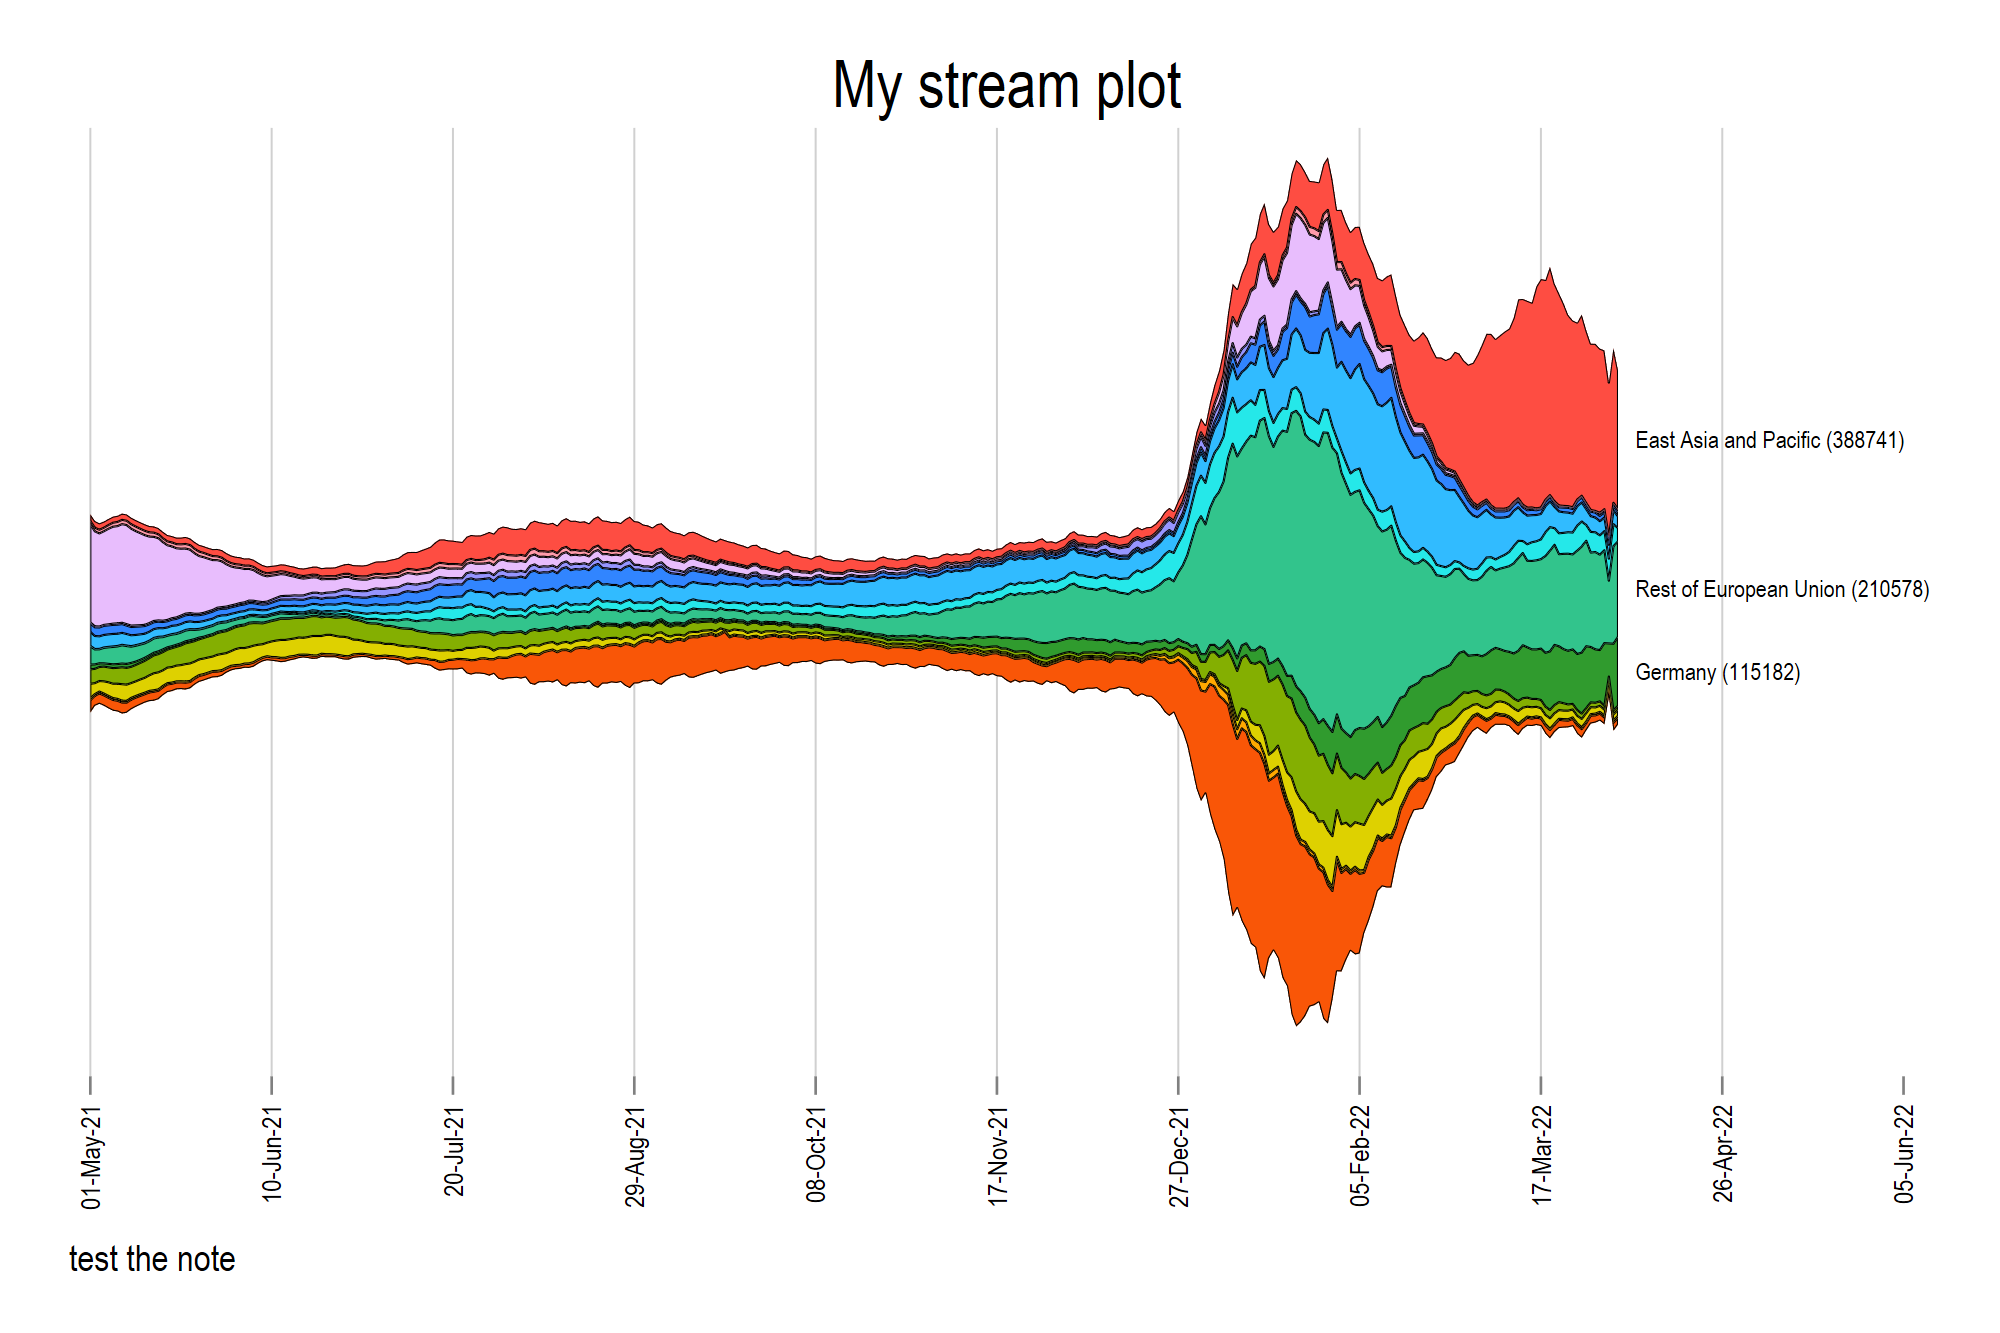 My stream plot
East Asia and Pacific (388741)
Rest of European Union (210578)
Germany (115182)
01-May-21
10-Jun-21
20-Jul-21
29-Aug-21
08-Oct-21
17-Nov-21
27-Dec-21
05-Feb-22
17-Mar-22
26-Apr-22
05-Jun-22
test the note